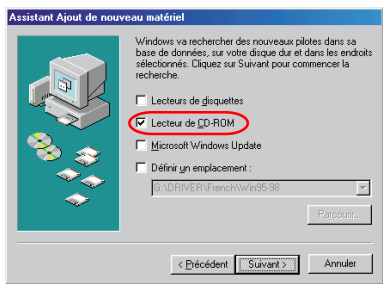 Assistant Ajout de nouveau matériel
Windows va rechercher des nouveaux pilotes dans sa
base de données, sur votre disque dur et dans les endroits
sélectionnés. Cliquez sur Suivant pour commencer la
recherche.
Lecteurs de disquettes
Lecteur de CD-ROM
Microsoft Windows Update
Définir un emplacement :
G:\DRIVER\French\Win95-98
Parcourir...
< Précédent
Suivant >
Annuler